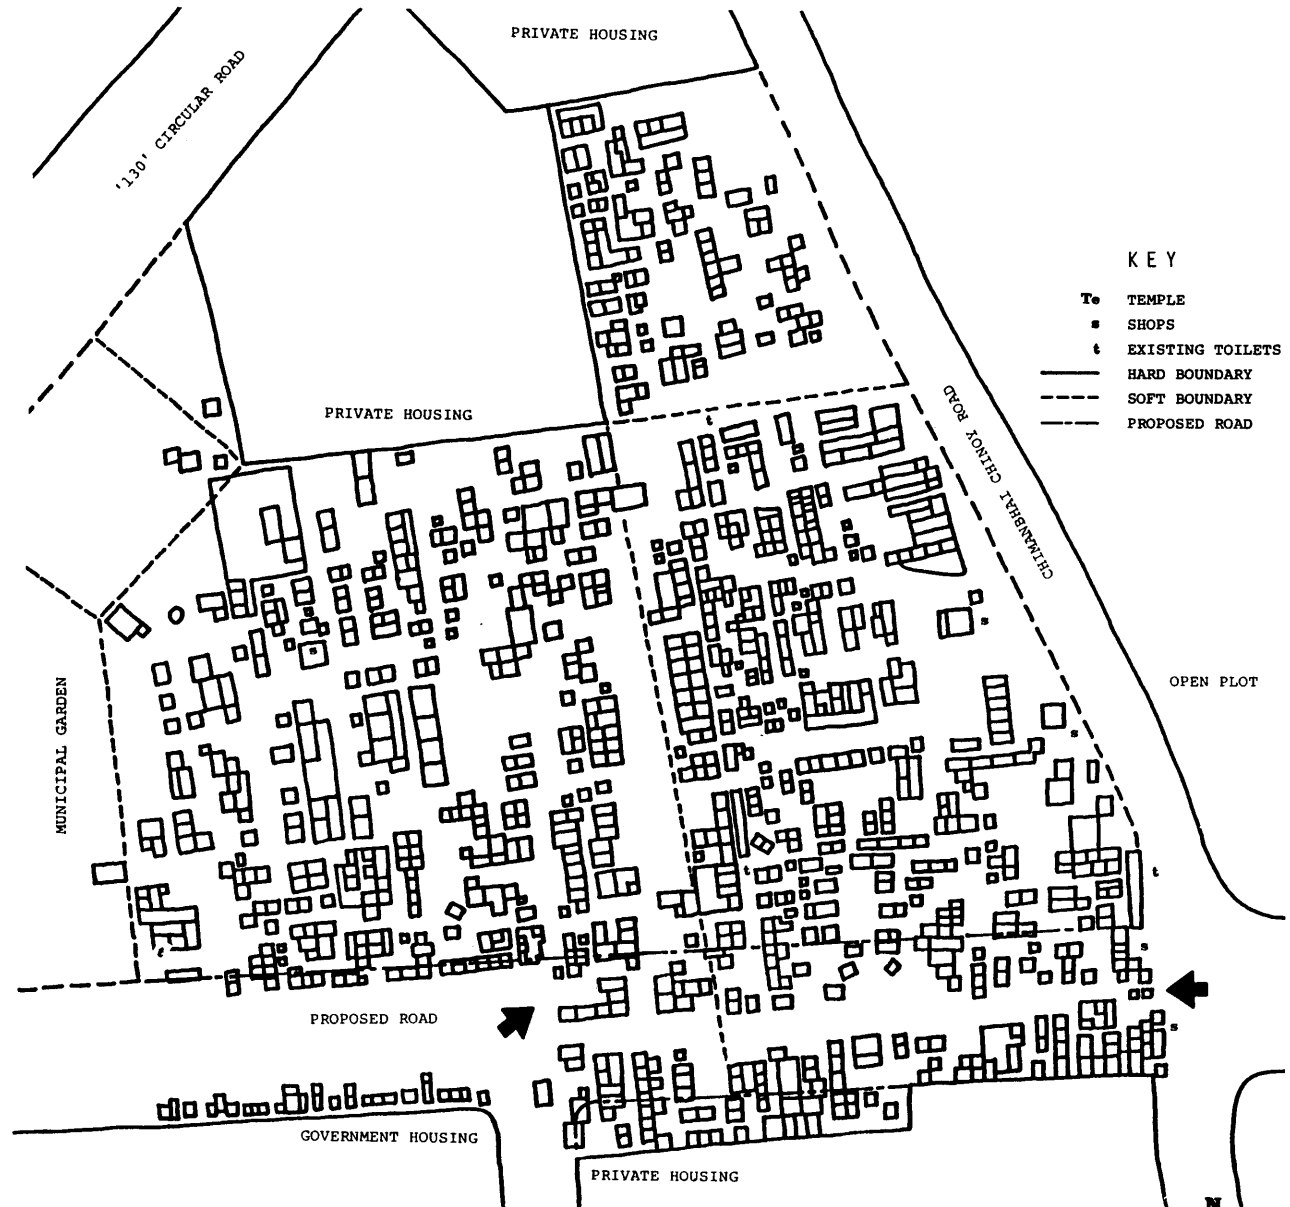 PRIVATE HOUSING
'130' CIRCULAR ROAD
KEY
Te TEMPLE
s SHOPS
t EXISTING TOILETS
HARD BOUNDARY
SOFT BOUNDARY
PROPOSED ROAD
PRIVATE HOUSING
CHIMANBHAI CHINOY ROAD
t
s
s
OPEN PLOT
MUNICIPAL GARDEN
s
s
t
t
s
t
s
s
PROPOSED ROAD
GOVERNMENT HOUSING
PRIVATE HOUSING